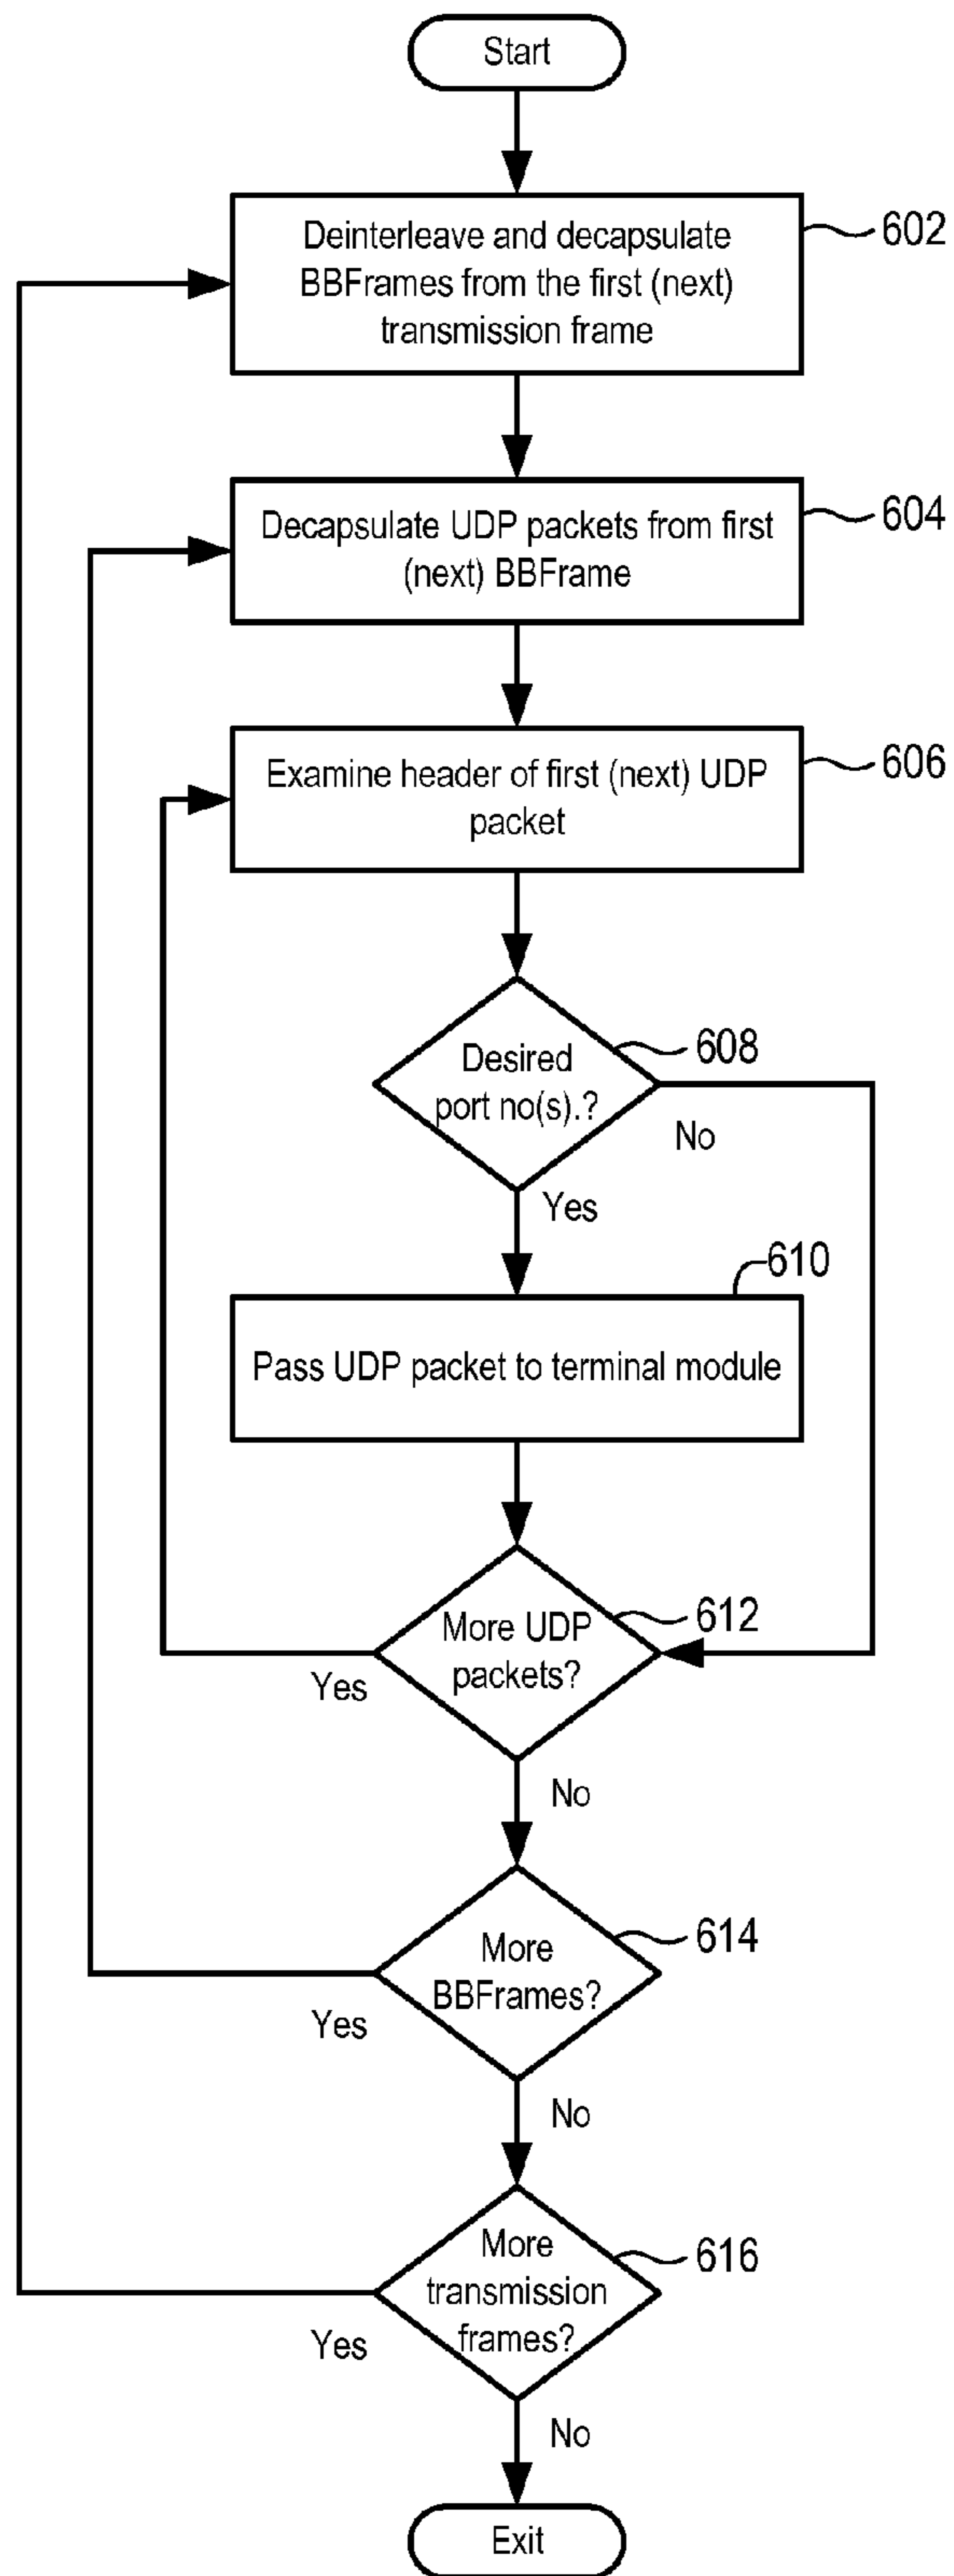 Start
Deinterleave and decapsulate
BBFrames from the first (next)
transmission frame
602
Decapsulate UDP packets from first
(next) BBFrame
604
Examine header of first (next) UDP
packet
606
Desired
port no(s).?
608
No
Yes
610
Pass UDP packet to terminal module
More UDP
packets?
612
Yes
No
More
BBFrames?
614
Yes
No
More
transmission
frames?
616
Yes
No
Exit